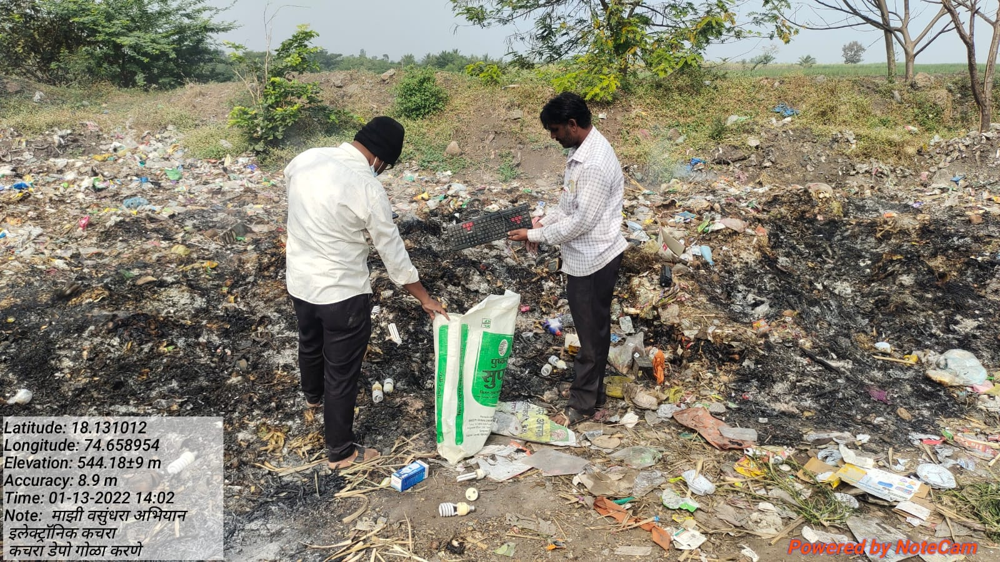 पुष्क
सुप
Latitude: 18.131012
Longitude: 74.658954
Elevation: 544.18±9 m
Accuracy: 8.9 m
Time: 01-13-2022 14:02
Note: माझी वसुंधरा अभियान
इलेक्ट्रॉनिक कचरा
कचरा डेपो गोळा करणे
Powered by NoteCam